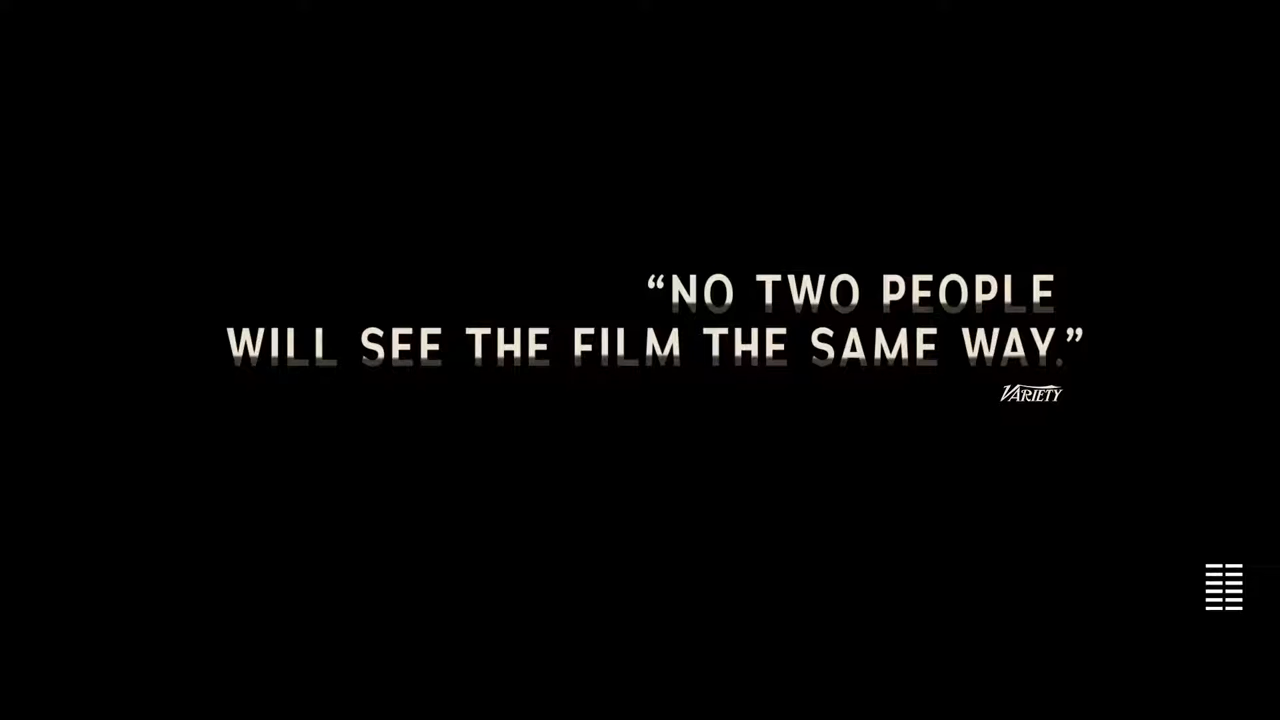 “NO TWO PEOPLE
WILL SEE THE FILM THE SAME WAY.”
VARIETY